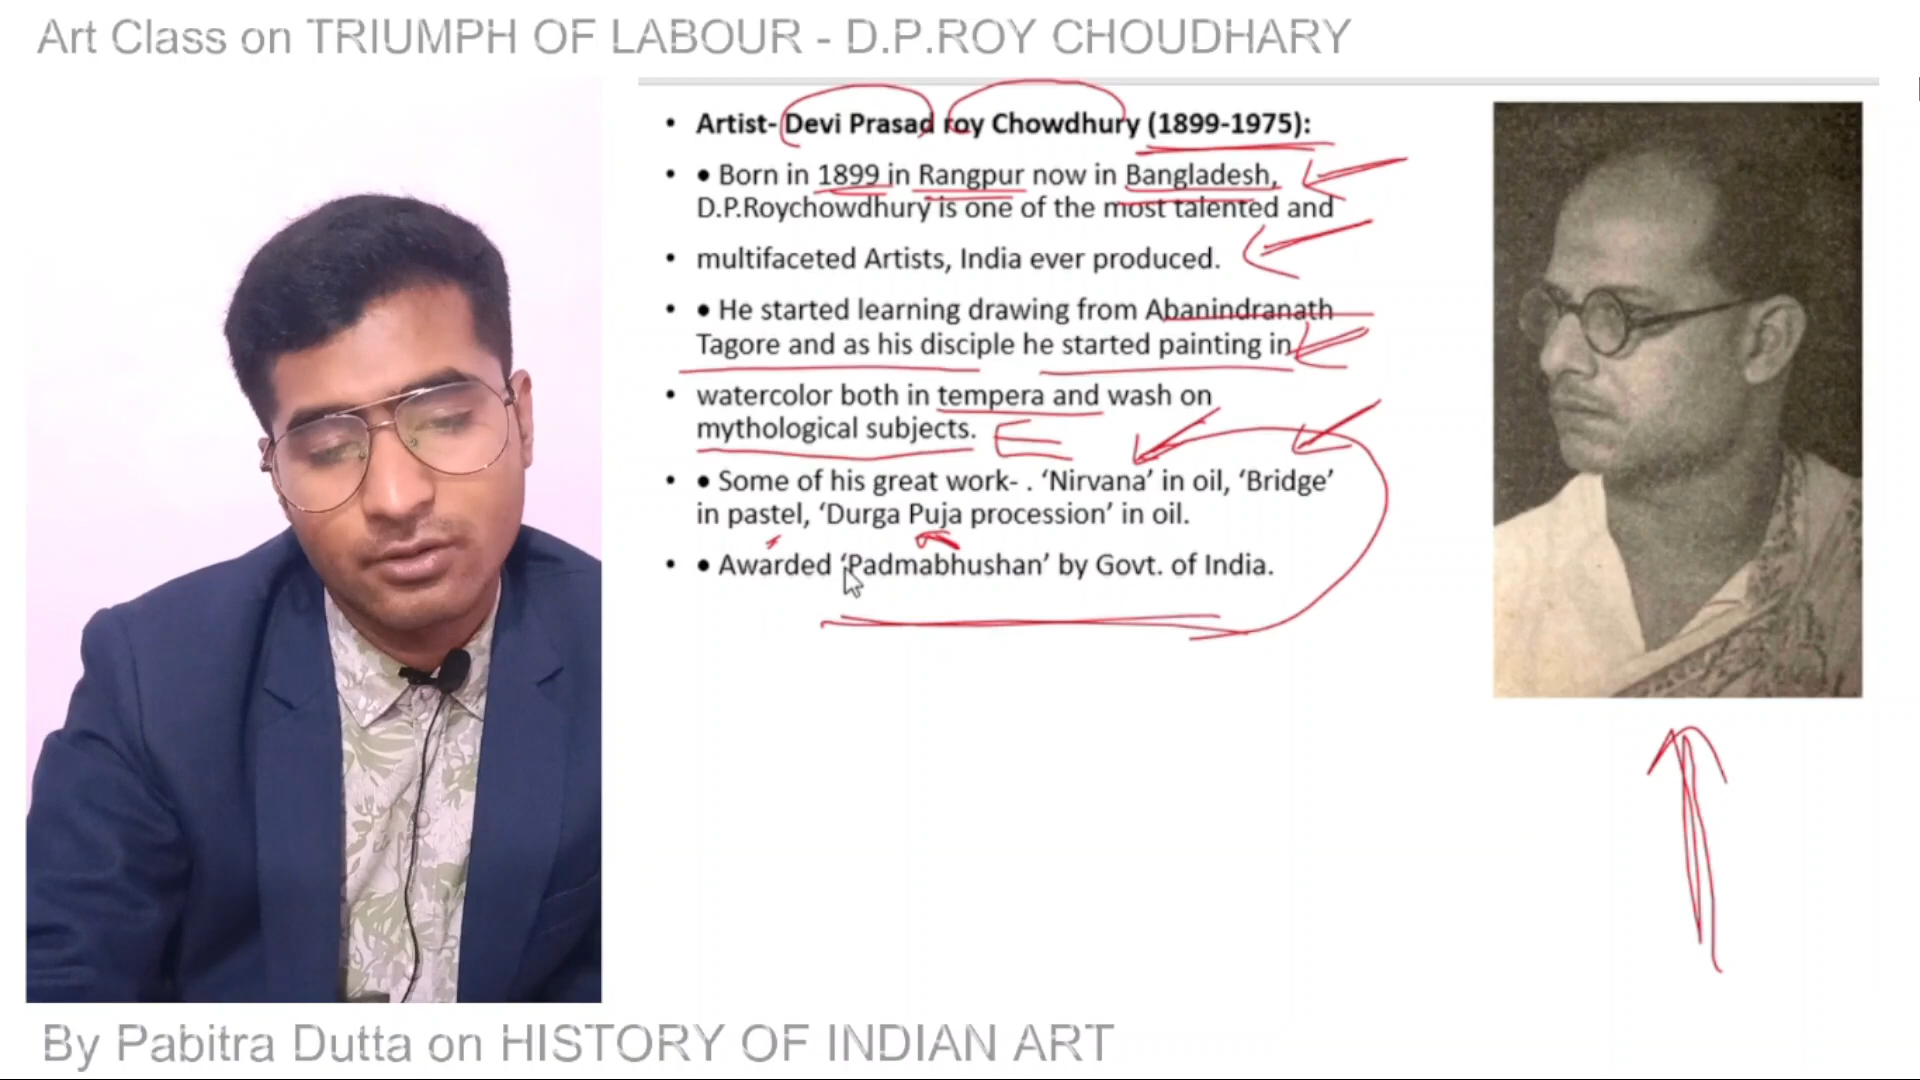 Art Class on TRIUMPH OF LABOUR - D.P.ROY CHOUDHARY
• Artist- Devi Prasad roy Chowdhury (1899-1975):
• ● Born in 1899 in Rangpur now in Bangladesh,
D.P.Roychowdhury is one of the most talented and
• multifaceted Artists, India ever produced.
• ● He started learning drawing from Abanindranath
Tagore and as his disciple he started painting in
• watercolor both in tempera and wash on
mythological subjects.
• ● Some of his great work- . ‘Nirvana’ in oil, ‘Bridge’
in pastel, ‘Durga Puja procession’ in oil.
• ● Awarded ‘Padmabhushan’ by Govt. of India.
By Pabitra Dutta on HISTORY OF INDIAN ART